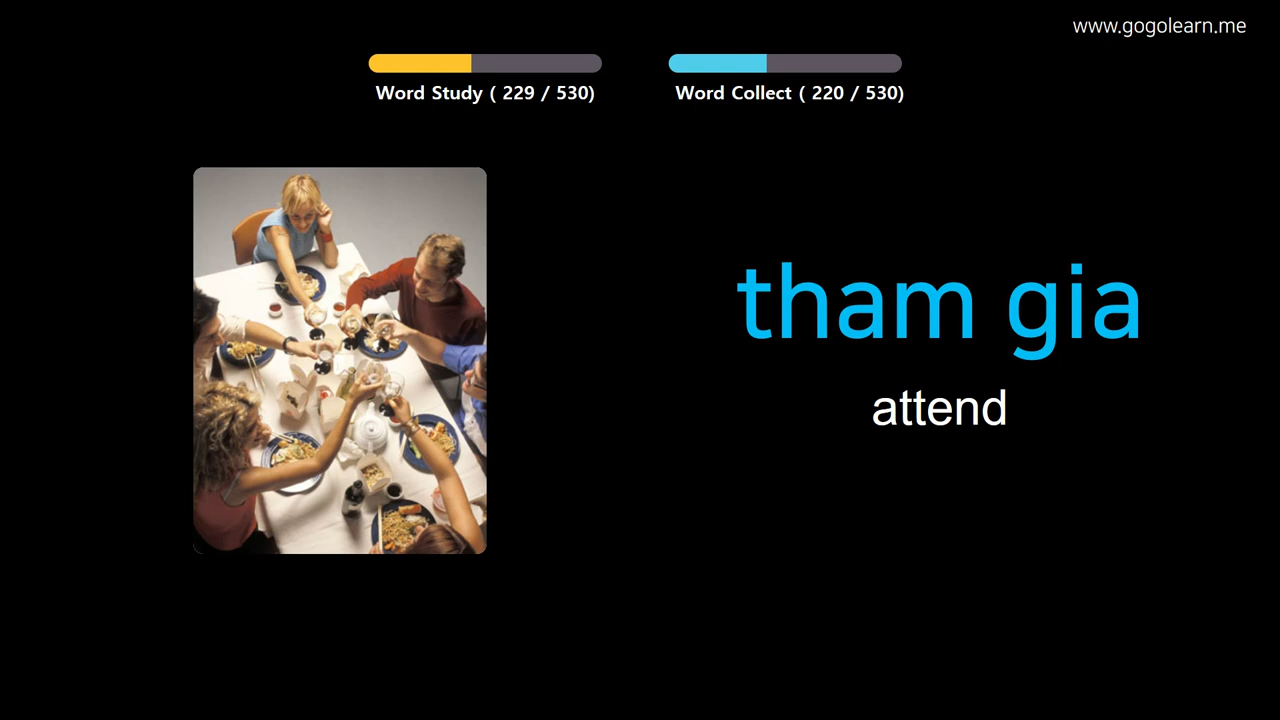 www.gogolearn.me
Word Study ( 229 / 530)
Word Collect ( 220 / 530)
tham gia
attend